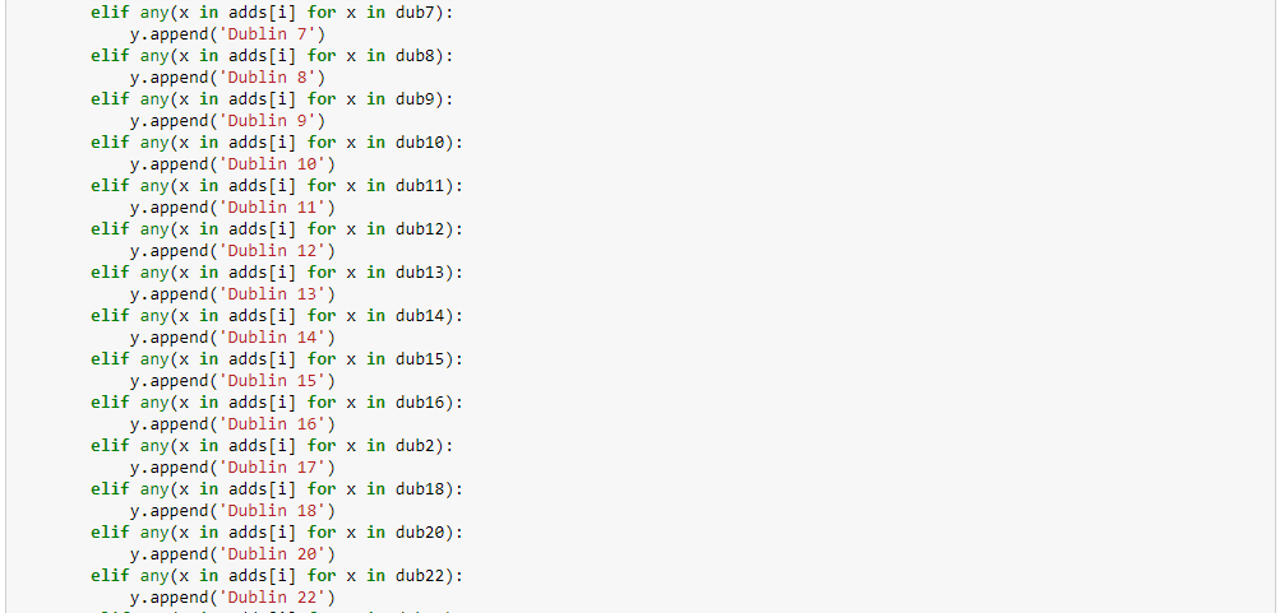 elif any(x in adds[i] for x in dub7):
y.append('Dublin 7')
elif any(x in adds[i] for x in dub8):
y.append('Dublin 8')
elif any(x in adds[i] for x in dub9):
y.append('Dublin 9')
elif any(x in adds[i] for x in dub10):
y.append('Dublin 10')
elif any(x in adds[i] for x in dub11):
y.append('Dublin 11')
elif any(x in adds[i] for x in dub12):
y.append('Dublin 12')
elif any(x in adds[i] for x in dub13):
y.append('Dublin 13')
elif any(x in adds[i] for x in dub14):
y.append('Dublin 14')
elif any(x in adds[i] for x in dub15):
y.append('Dublin 15')
elif any(x in adds[i] for x in dub16):
y.append('Dublin 16')
elif any(x in adds[i] for x in dub2):
y.append('Dublin 17')
elif any(x in adds[i] for x in dub18):
y.append('Dublin 18')
elif any(x in adds[i] for x in dub20):
y.append('Dublin 20')
elif any(x in adds[i] for x in dub22):
y.append('Dublin 22')